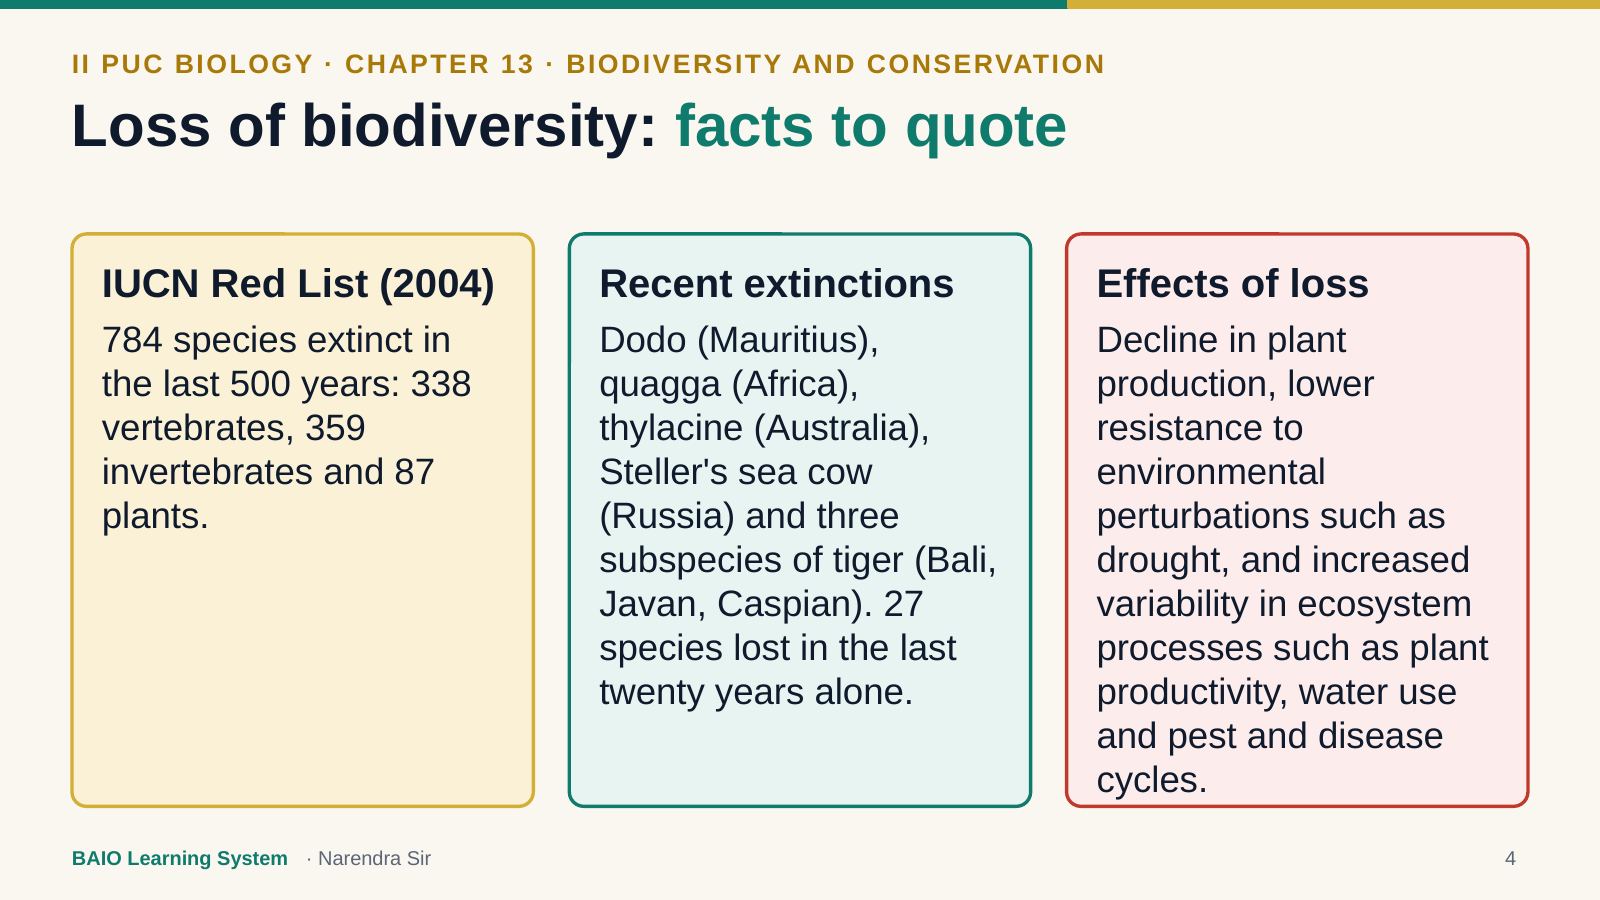 II PUC BIOLOGY · CHAPTER 13 · BIODIVERSITY AND CONSERVATION
Loss of biodiversity: facts to quote
IUCN Red List (2004)
784 species extinct in
the last 500 years: 338
vertebrates, 359
invertebrates and 87
plants.
Recent extinctions
Dodo (Mauritius),
quagga (Africa),
thylacine (Australia),
Steller's sea cow
(Russia) and three
subspecies of tiger (Bali,
Javan, Caspian). 27
species lost in the last
twenty years alone.
Effects of loss
Decline in plant
production, lower
resistance to
environmental
perturbations such as
drought, and increased
variability in ecosystem
processes such as plant
productivity, water use
and pest and disease
cycles.
BAIO Learning System · Narendra Sir
4